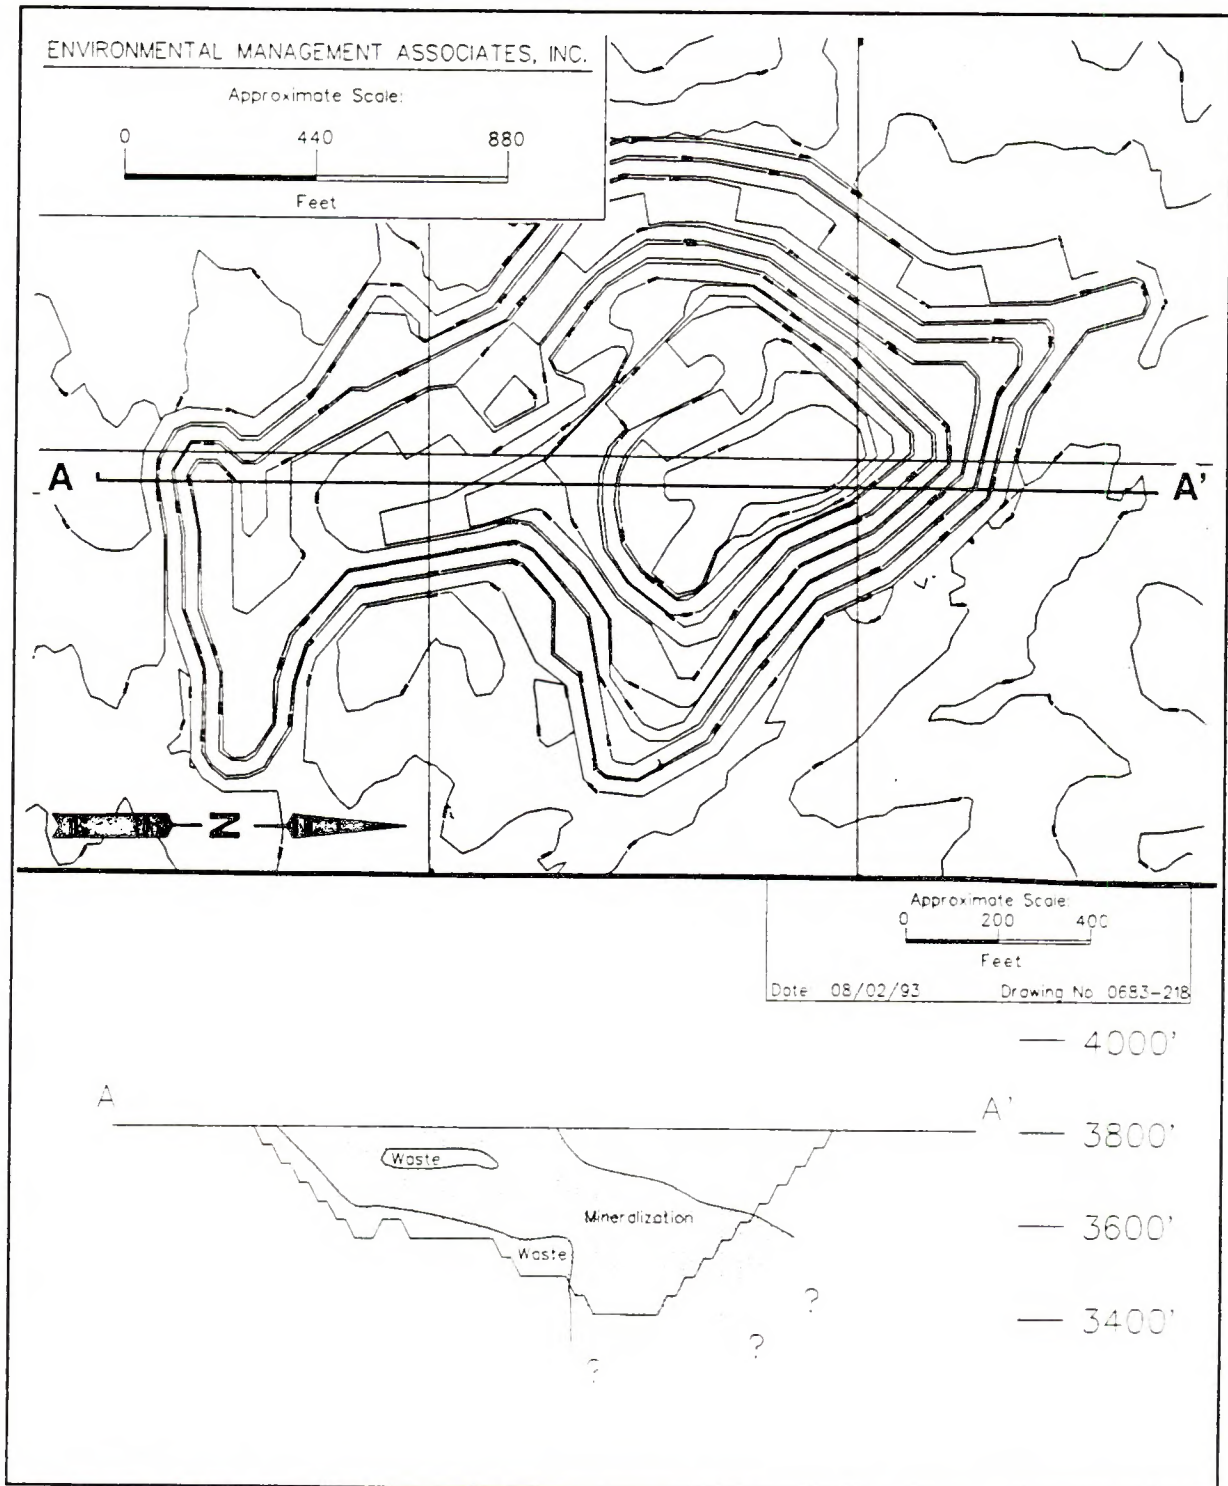 ENVIRONMENTAL MANAGEMENT ASSOCIATES, INC.
Approximate Scale:
0 440 880
Feet
A A'
N
Approximate Scale:
0 200 400
Feet
Date: 08/02/93 Drawing No. 0683-218
4000'
A A'
3800'
Waste
Mineralization
3600'
Waste
?
3400'
?
?